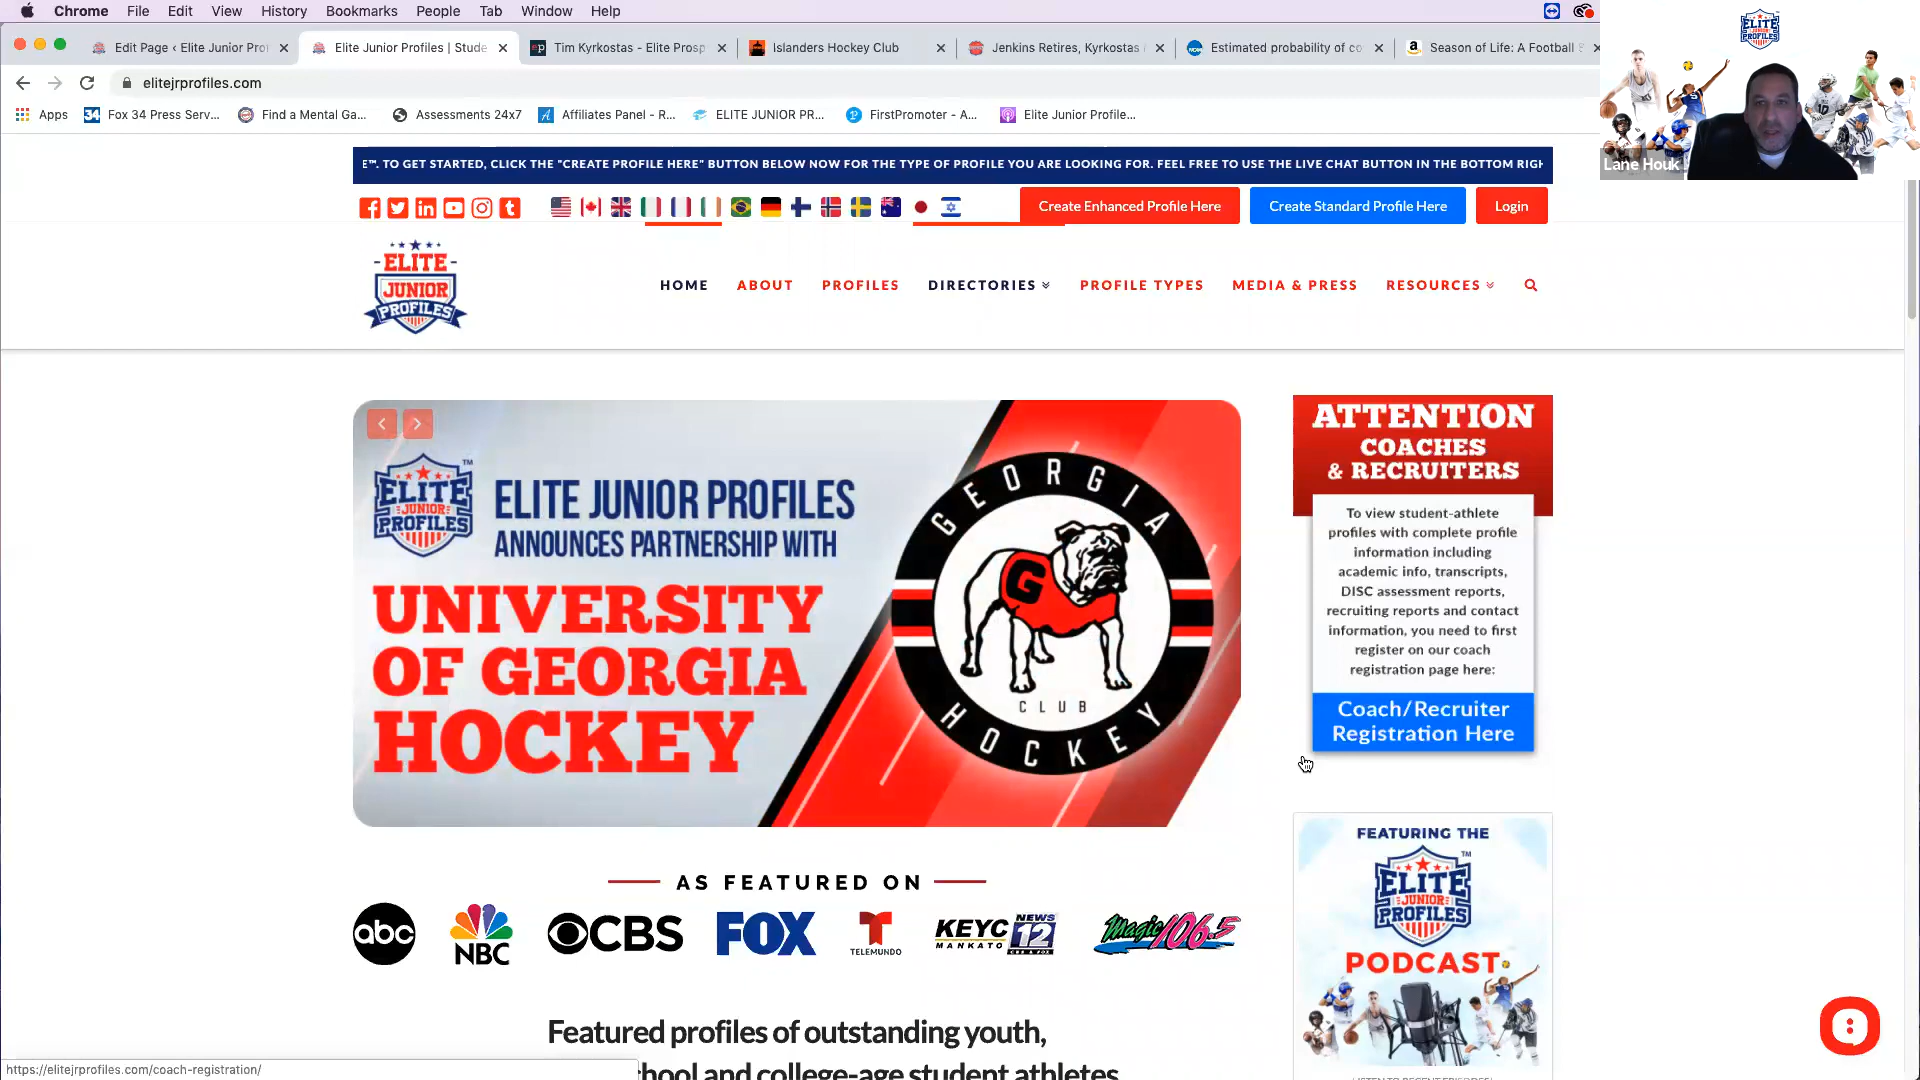 Chrome File Edit View History Bookmarks People Tab Window Help
Edit Page ‹ Elite Junior Pro
Elite Junior Profiles | Stude
Tim Kyrkostas - Elite Prosp
Islanders Hockey Club
Jenkins Retires, Kyrkostas
Estimated probability of co
Season of Life: A Football
elitejrprofiles.com
Apps
Fox 34 Press Serv...
Find a Mental Ga...
Assessments 24x7
Affiliates Panel - R...
ELITE JUNIOR PR...
FirstPromoter - A...
Elite Junior Profile...
ELITE
JUNIOR
PROFILES
Lane Houk
E™. TO GET STARTED, CLICK THE "CREATE PROFILE HERE" BUTTON BELOW NOW FOR THE TYPE OF PROFILE YOU ARE LOOKING FOR. FEEL FREE TO USE THE LIVE CHAT BUTTON IN THE BOTTOM RIGH
Create Enhanced Profile Here
Create Standard Profile Here
Login
ELITE
JUNIOR
PROFILES
HOME
ABOUT
PROFILES
DIRECTORIES
PROFILE TYPES
MEDIA & PRESS
RESOURCES
ELITE
JUNIOR
PROFILES
TM
ELITE JUNIOR PROFILES
ANNOUNCES PARTNERSHIP WITH
UNIVERSITY
OF GEORGIA
HOCKEY
GEORGIA
G
CLUB
HOCKEY
ATTENTION
COACHES
& RECRUITERS
To view student-athlete
profiles with complete profile
information including
academic info, transcripts,
DISC assessment reports,
recruiting reports and contact
information, you need to first
register on our coach
registration page here:
Coach/Recruiter
Registration Here
AS FEATURED ON
abc
NBC
CBS
FOX
TELEMUNDO
KEYC NEWS 12
MANKATO CBS & FOX
Magic 106.5
FEATURING THE
ELITE
JUNIOR
PROFILES
TM
PODCAST
Featured profiles of outstanding youth,
hool and college-age student athletes
https://elitejrprofiles.com/coach-registration/